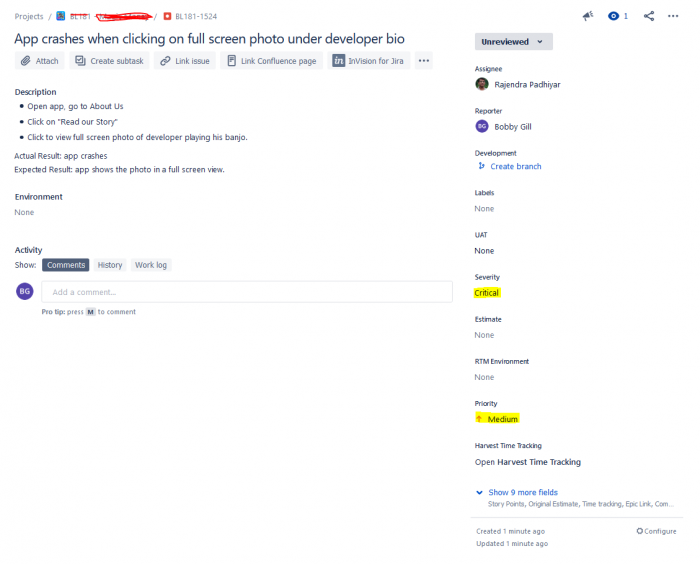 Projects / BL181 / BL181-1524
1
App crashes when clicking on full screen photo under developer bio
Attach
Create subtask
Link issue
Link Confluence page
in InVision for Jira
Description
Open app, go to About Us
Click on "Read our Story"
Click to view full screen photo of developer playing his banjo.
Actual Result: app crashes
Expected Result: app shows the photo in a full screen view.
Environment
None
Activity
Show: Comments History Work log
BG Add a comment...
Pro tip: press M to comment
Unreviewed
Assignee
Rajendra Padhiyar
Reporter
BG Bobby Gill
Development
Create branch
Labels
None
UAT
None
Severity
Critical
Estimate
None
RTM Environment
None
Priority
Medium
Harvest Time Tracking
Open Harvest Time Tracking
Show 9 more fields
Story Points, Original Estimate, Time tracking, Epic Link, Com...
Created 1 minute ago
Configure
Updated 1 minute ago